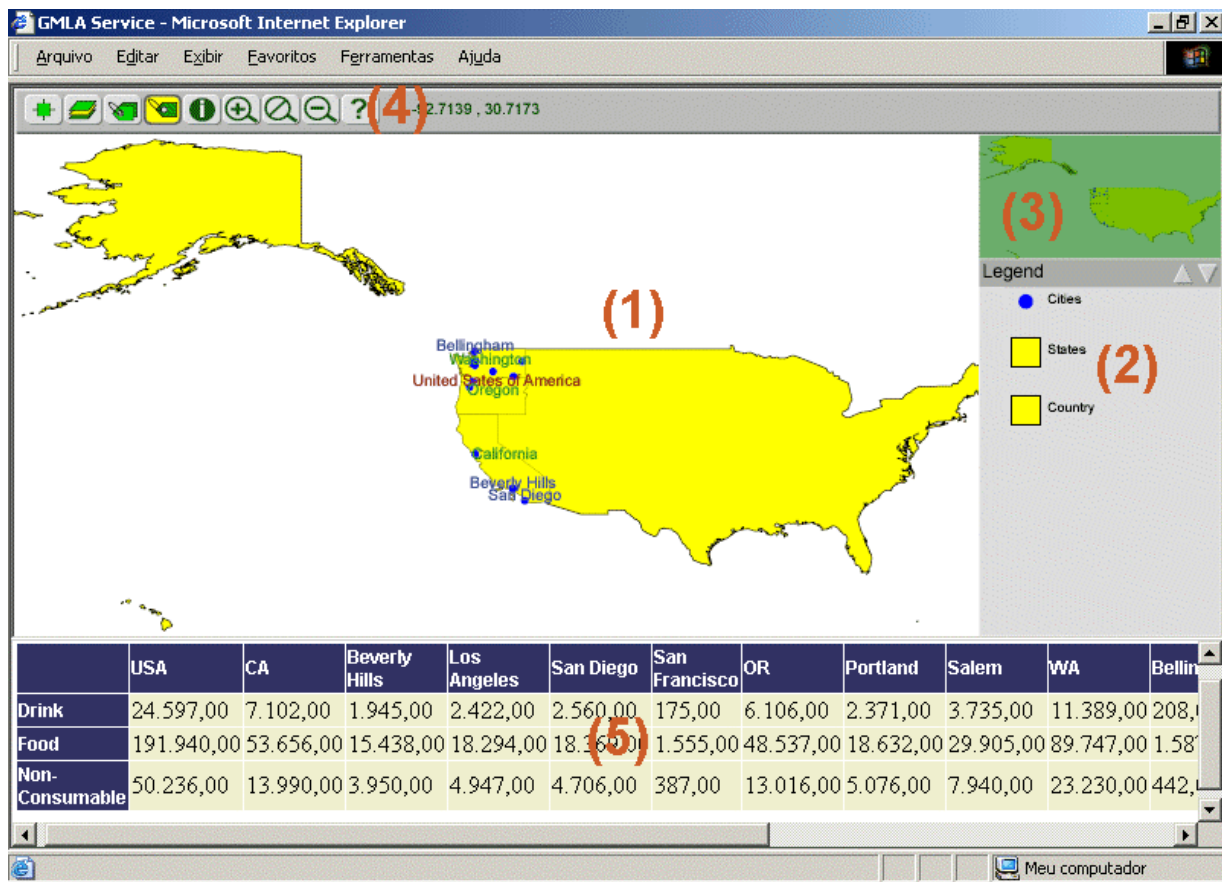 GMLA Service - Microsoft Internet Explorer
Arquivo Editar Exibir Favoritos Ferramentas Ajuda
? (4) 2.7139 , 30.7173
(3)
Legend
Cities
States
(2)
Country
(1)
Bellingham
Washington
United States of America
Oregon
California
Beverly Hills
San Diego
USA CA Beverly Hills Los Angeles San Diego San Francisco OR Portland Salem WA Bellin
Drink 24.597,00 7.102,00 1.945,00 2.422,00 2.560,00 175,00 6.106,00 2.371,00 3.735,00 11.389,00 208,
Food 191.940,00 53.656,00 15.438,00 18.294,00 (5) 1.555,00 48.537,00 18.632,00 29.905,00 89.747,00 1.58
Non-Consumable 50.236,00 13.990,00 3.950,00 4.947,00 4.706,00 387,00 13.016,00 5.076,00 7.940,00 23.230,00 442,
Meu computador